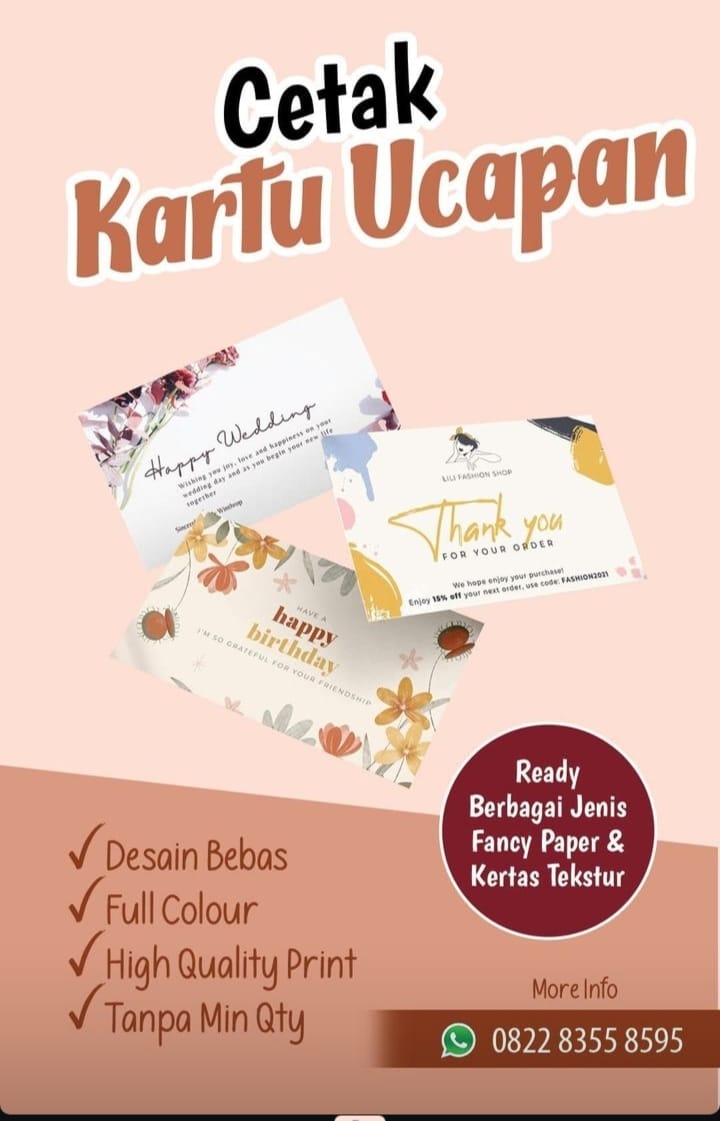 Cetak
Kartu Ucapan
Happy Wedding
Wishing you joy, love and happiness on your
wedding day and as you begin your new life
together
LILI FASHION SHOP
Thank you
FOR YOUR ORDER
We hope enjoy your purchase!
Enjoy 15% off your next order, use code: FASHION2021
HAVE A
happy
birthday
I'M SO GRATEFUL FOR YOUR FRIENDSHIP
Ready
Berbagai Jenis
Fancy Paper &
Kertas Tekstur
✓ Desain Bebas
✓ Full Colour
✓ High Quality Print
✓ Tanpa Min Qty
More Info
0822 8355 8595